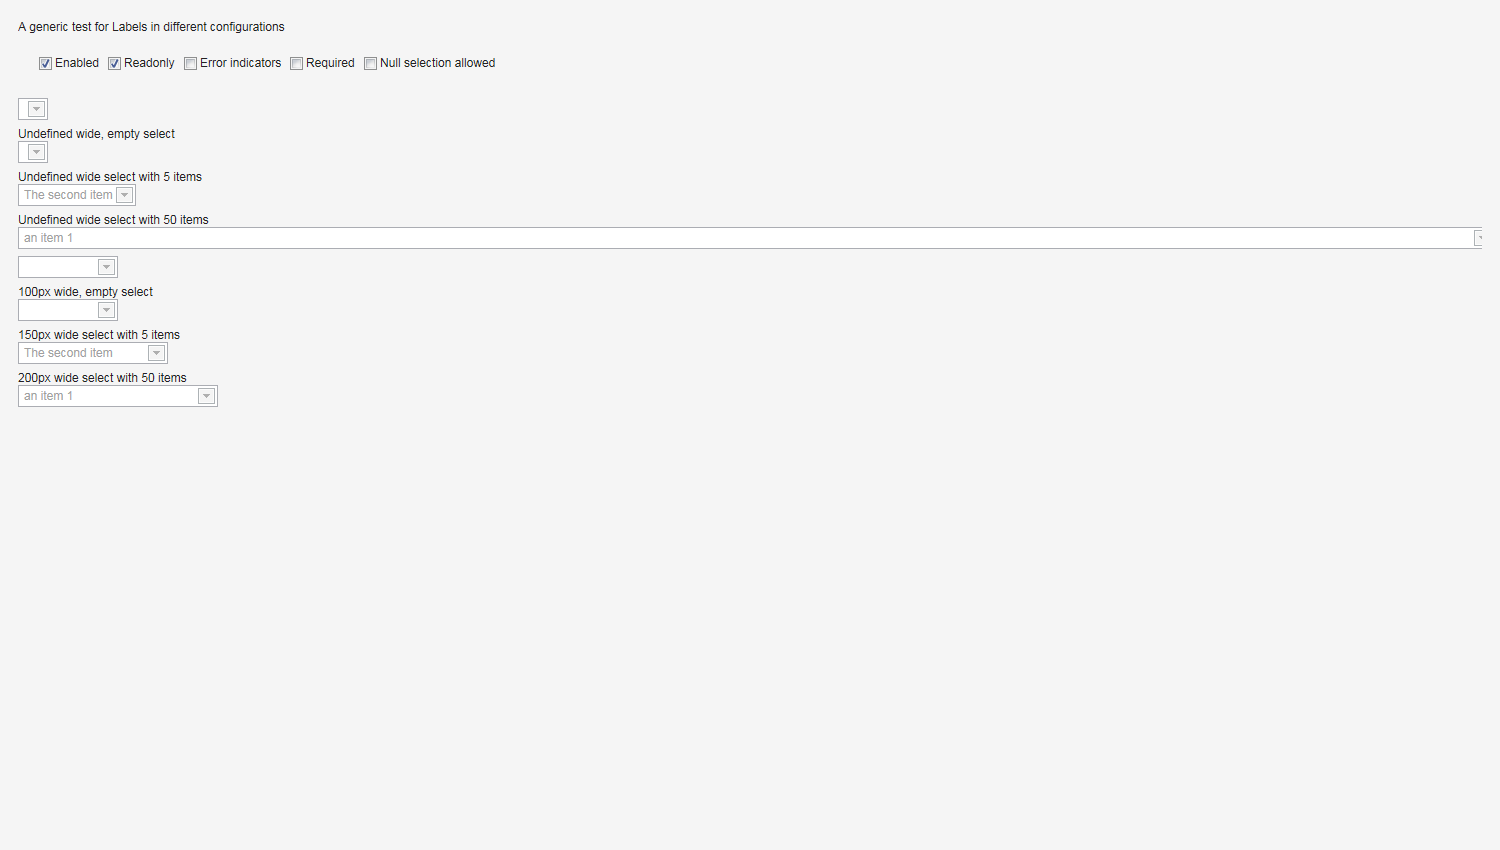 A generic test for Labels in different configurations
Enabled Readonly Error indicators Required Null selection allowed
Undefined wide, empty select
Undefined wide select with 5 items
The second item
Undefined wide select with 50 items
an item 1
100px wide, empty select
150px wide select with 5 items
The second item
200px wide select with 50 items
an item 1